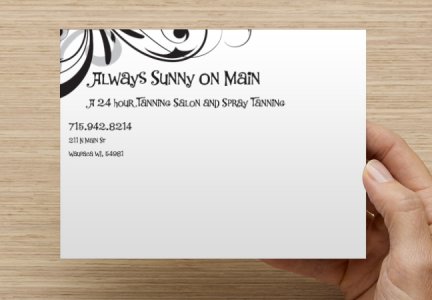 Always Sunny on Main
A 24 hour Tanning Salon and Spray Tanning
715.942.8214
211 N Main St
Waupaca WI, 54981